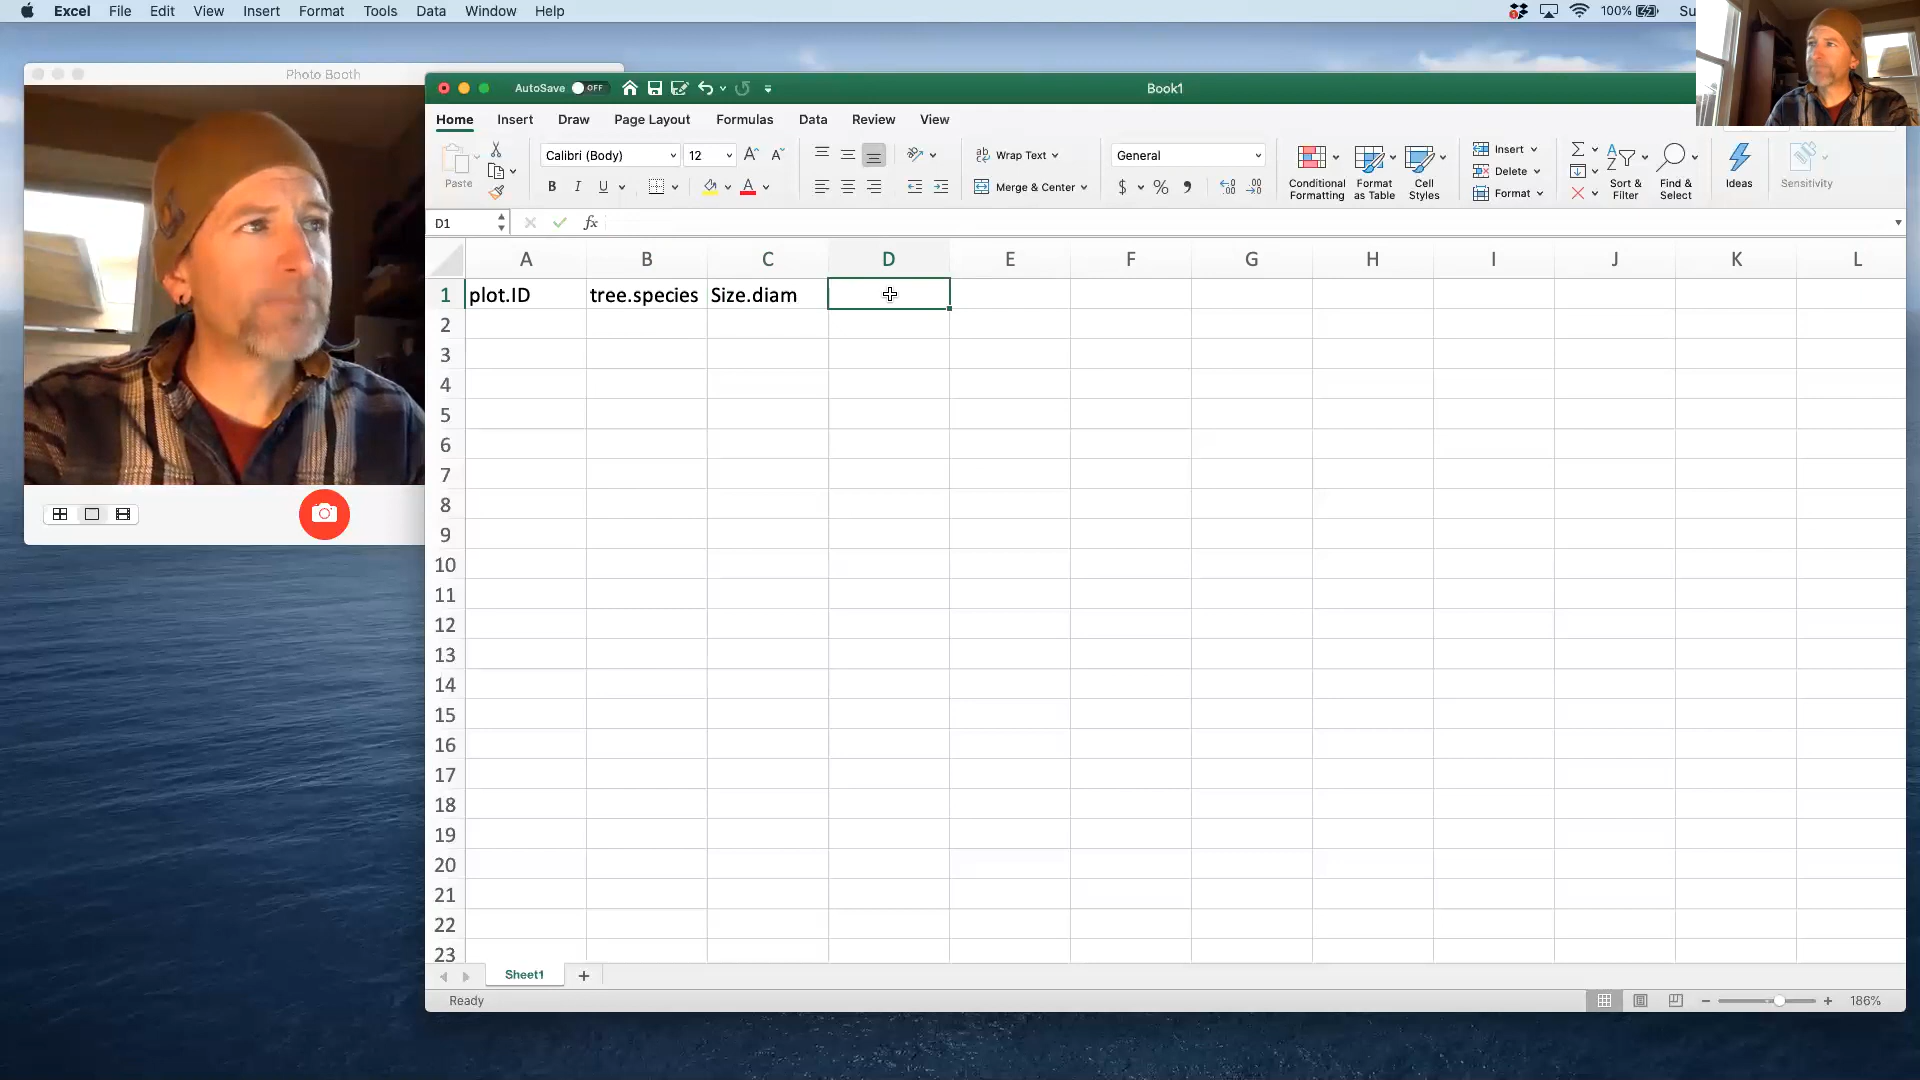 Excel File Edit View Insert Format Tools Data Window Help 100% Su
Photo Booth
AutoSave OFF Book1
Home Insert Draw Page Layout Formulas Data Review View
Paste Calibri (Body) 12 Wrap Text General Insert
Conditional Formatting Format as Table Cell Styles Delete Sort & Filter Find & Select Ideas Sensitivity
B I U A Merge & Center $ % Format
D1 fx
A B C D E F G H I J K L
1 plot.ID tree.species Size.diam
2
3
4
5
6
7
8
9
10
11
12
13
14
15
16
17
18
19
20
21
22
23
Sheet1 +
Ready 186%